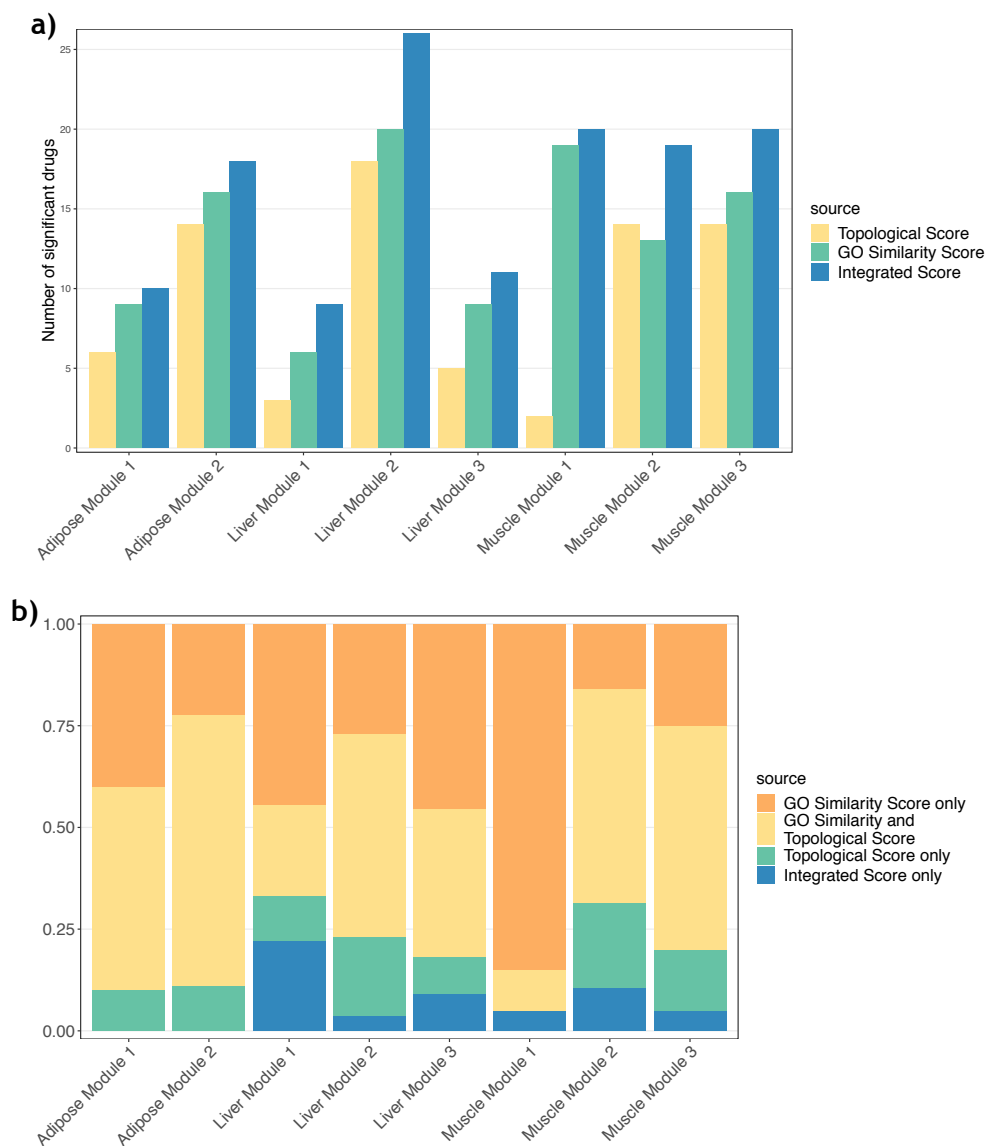 a)
25
20
15
10
5
0
Number of significant drugs
Adipose Module 1
Adipose Module 2
Liver Module 1
Liver Module 2
Liver Module 3
Muscle Module 1
Muscle Module 2
Muscle Module 3
source
Topological Score
GO Similarity Score
Integrated Score
b)
1.00
0.75
0.50
0.25
0.00
Adipose Module 1
Adipose Module 2
Liver Module 1
Liver Module 2
Liver Module 3
Muscle Module 1
Muscle Module 2
Muscle Module 3
source
GO Similarity Score only
GO Similarity and
Topological Score
Topological Score only
Integrated Score only